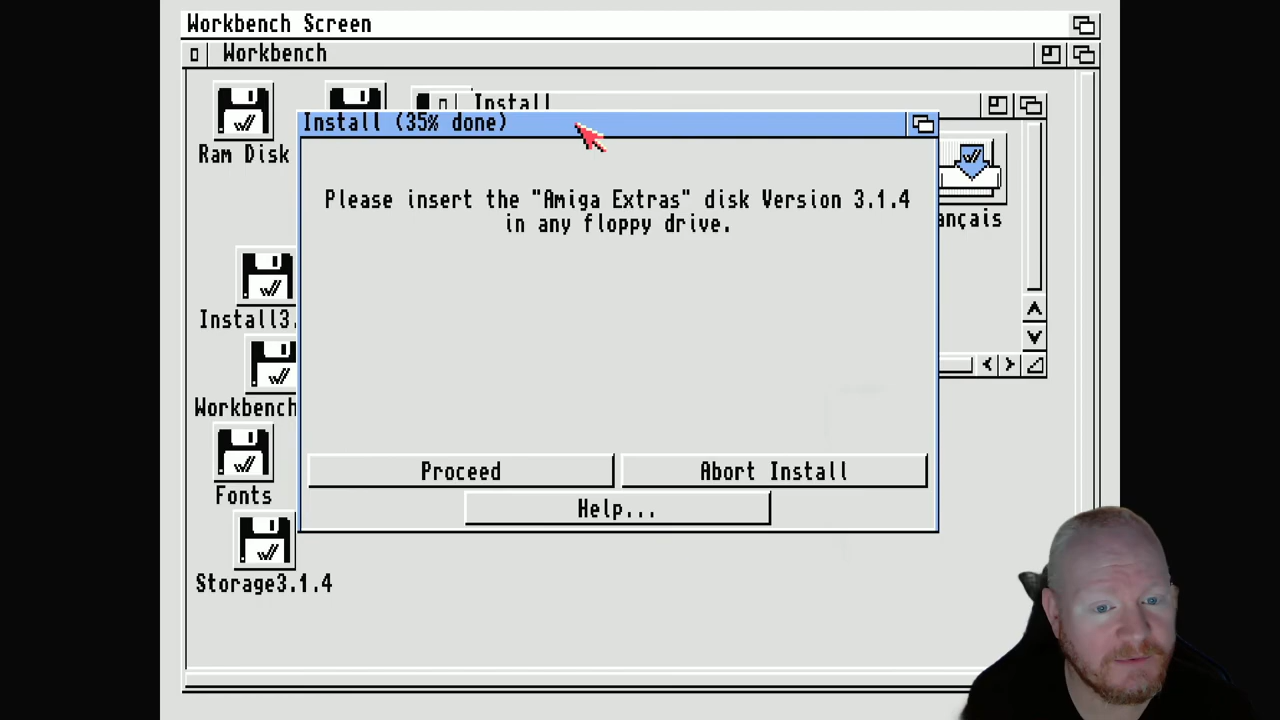 Workbench Screen
Workbench
Install
Ram Disk
Install (35% done)
Please insert the "Amiga Extras" disk Version 3.1.4
in any floppy drive.
ançais
Install3.
Workbench
Proceed
Abort Install
Fonts
Help...
Storage3.1.4